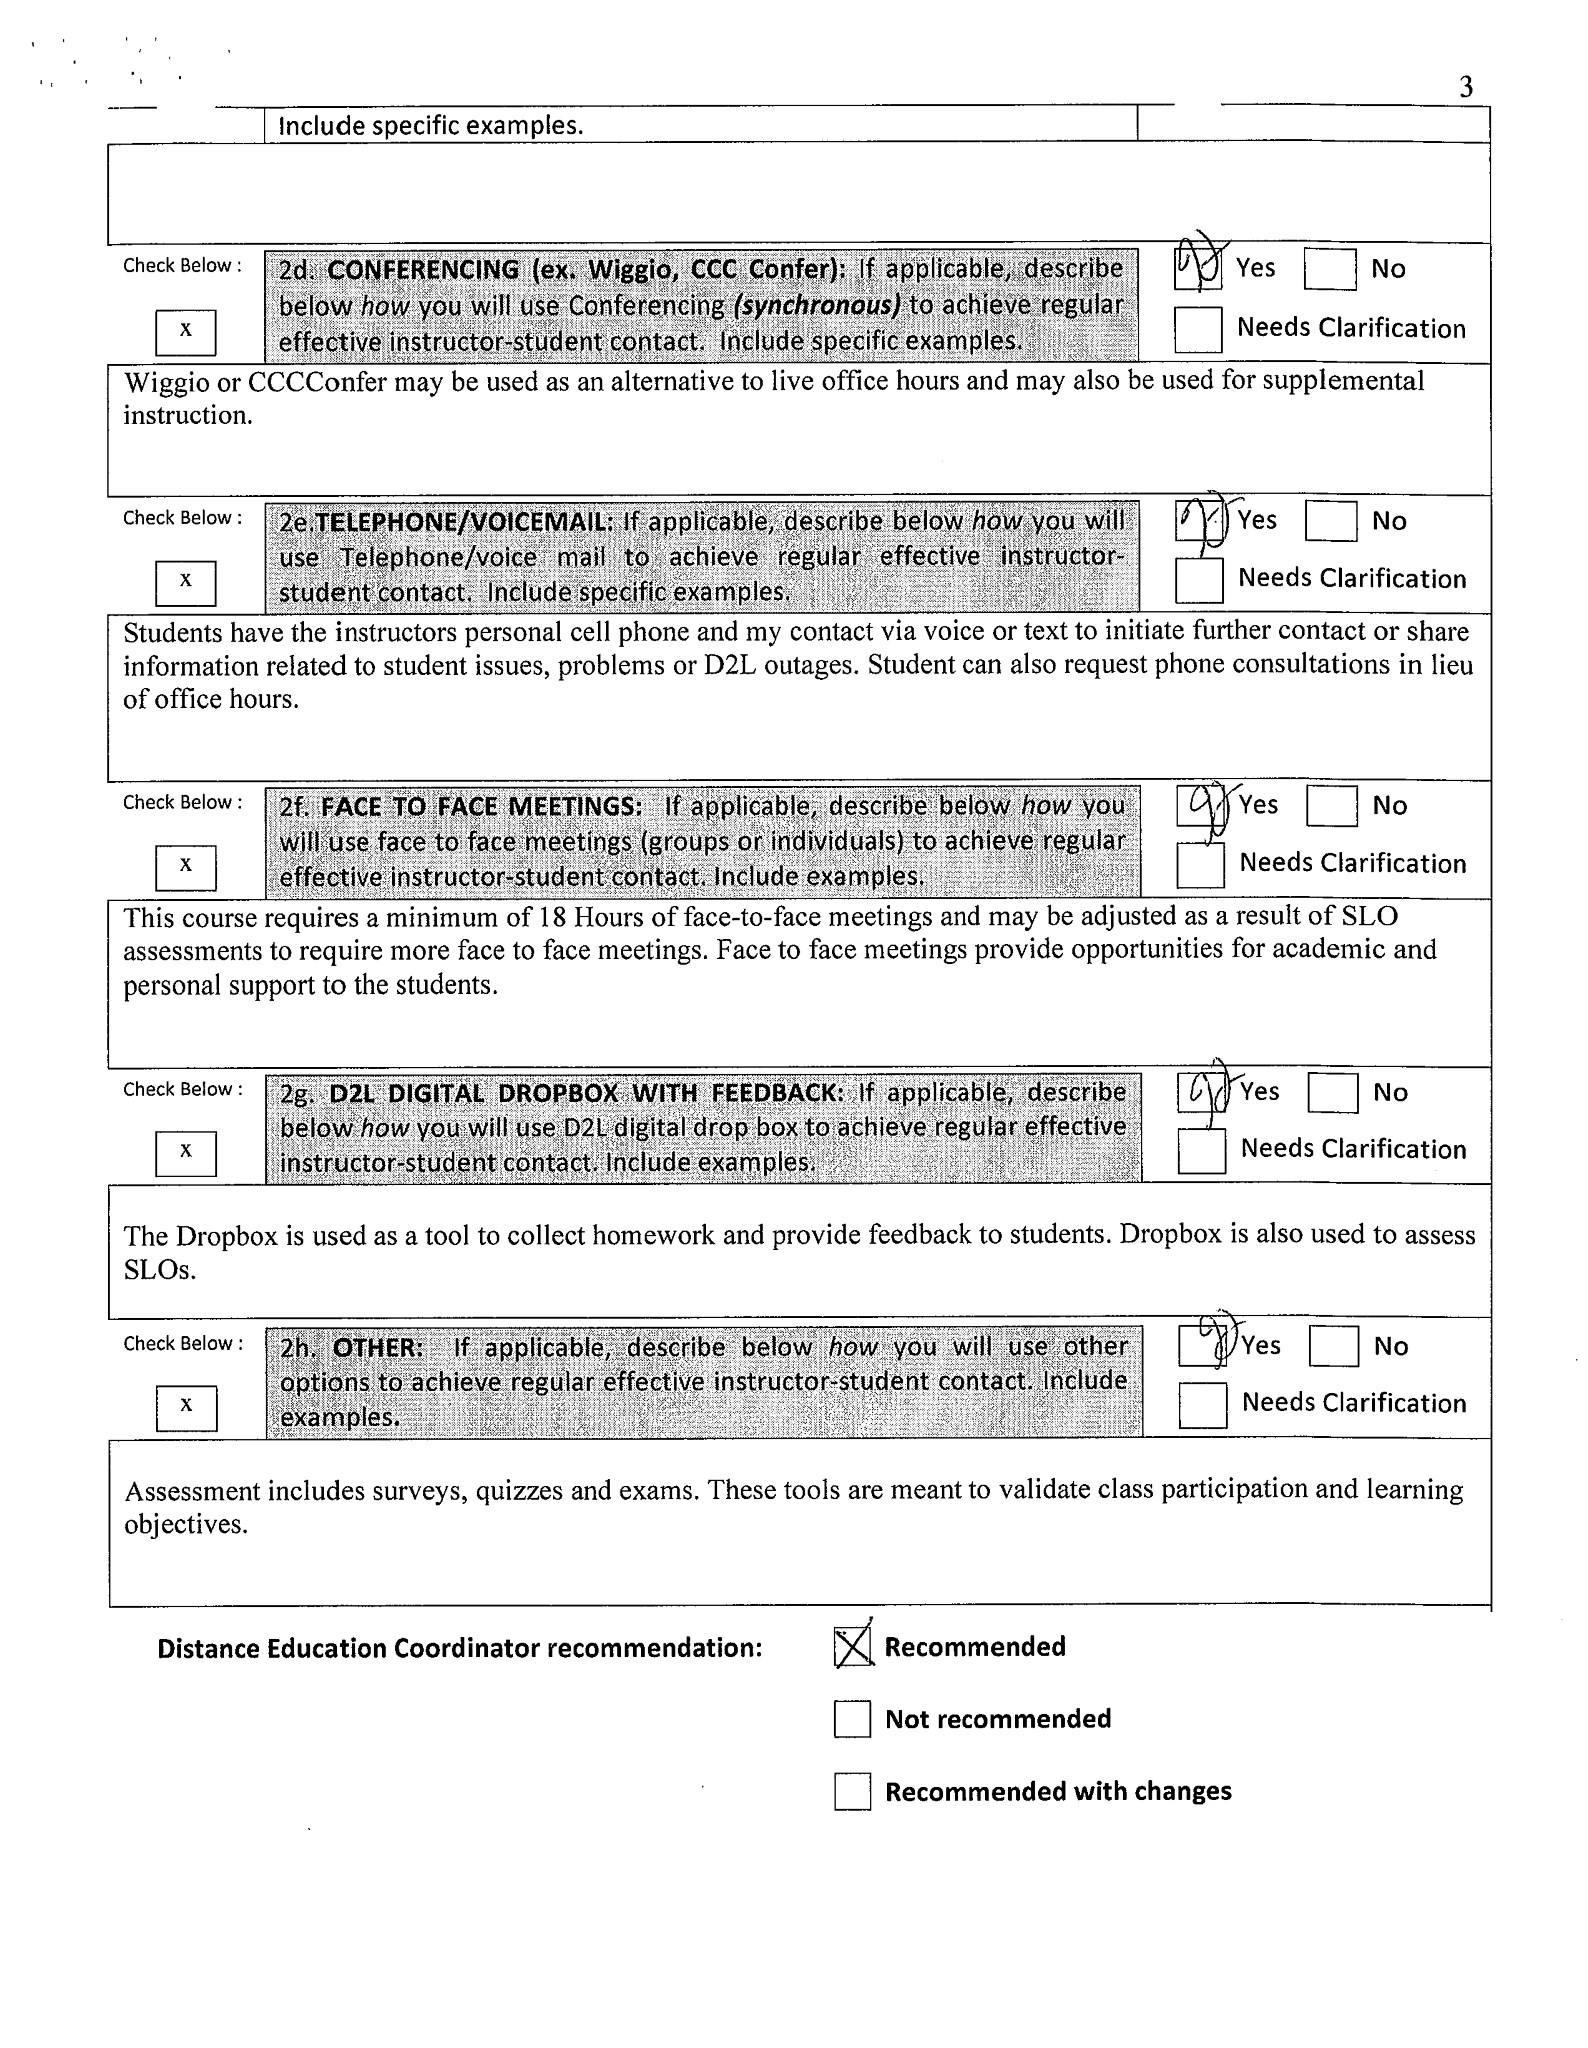 3
Include specific examples.
Check Below :
2d. CONFERENCING (ex. Wiggio, CCC Confer): If applicable, describe
below how you will use Conferencing (synchronous) to achieve regular
effective instructor-student contact. Include specific examples.
Yes No
Needs Clarification
x
Wiggio or CCCConfer may be used as an alternative to live office hours and may also be used for supplemental
instruction.
Check Below :
2e.TELEPHONE/VOICEMAIL: If applicable, describe below how you will
use Telephone/voice mail to achieve regular effective instructor-
student contact. Include specific examples.
Yes No
Needs Clarification
x
Students have the instructors personal cell phone and my contact via voice or text to initiate further contact or share
information related to student issues, problems or D2L outages. Student can also request phone consultations in lieu
of office hours.
Check Below :
2f. FACE TO FACE MEETINGS: If applicable, describe below how you
will use face to face meetings (groups or individuals) to achieve regular
effective instructor-student contact. Include examples.
Yes No
Needs Clarification
x
This course requires a minimum of 18 Hours of face-to-face meetings and may be adjusted as a result of SLO
assessments to require more face to face meetings. Face to face meetings provide opportunities for academic and
personal support to the students.
Check Below :
2g. D2L DIGITAL DROPBOX WITH FEEDBACK: If applicable, describe
below how you will use D2L digital drop box to achieve regular effective
instructor-student contact. Include examples.
Yes No
Needs Clarification
x
The Dropbox is used as a tool to collect homework and provide feedback to students. Dropbox is also used to assess
SLOs.
Check Below :
2h. OTHER: If applicable, describe below how you will use other
options to achieve regular effective instructor-student contact. Include
examples.
Yes No
Needs Clarification
x
Assessment includes surveys, quizzes and exams. These tools are meant to validate class participation and learning
objectives.
Distance Education Coordinator recommendation: Recommended
Not recommended
Recommended with changes